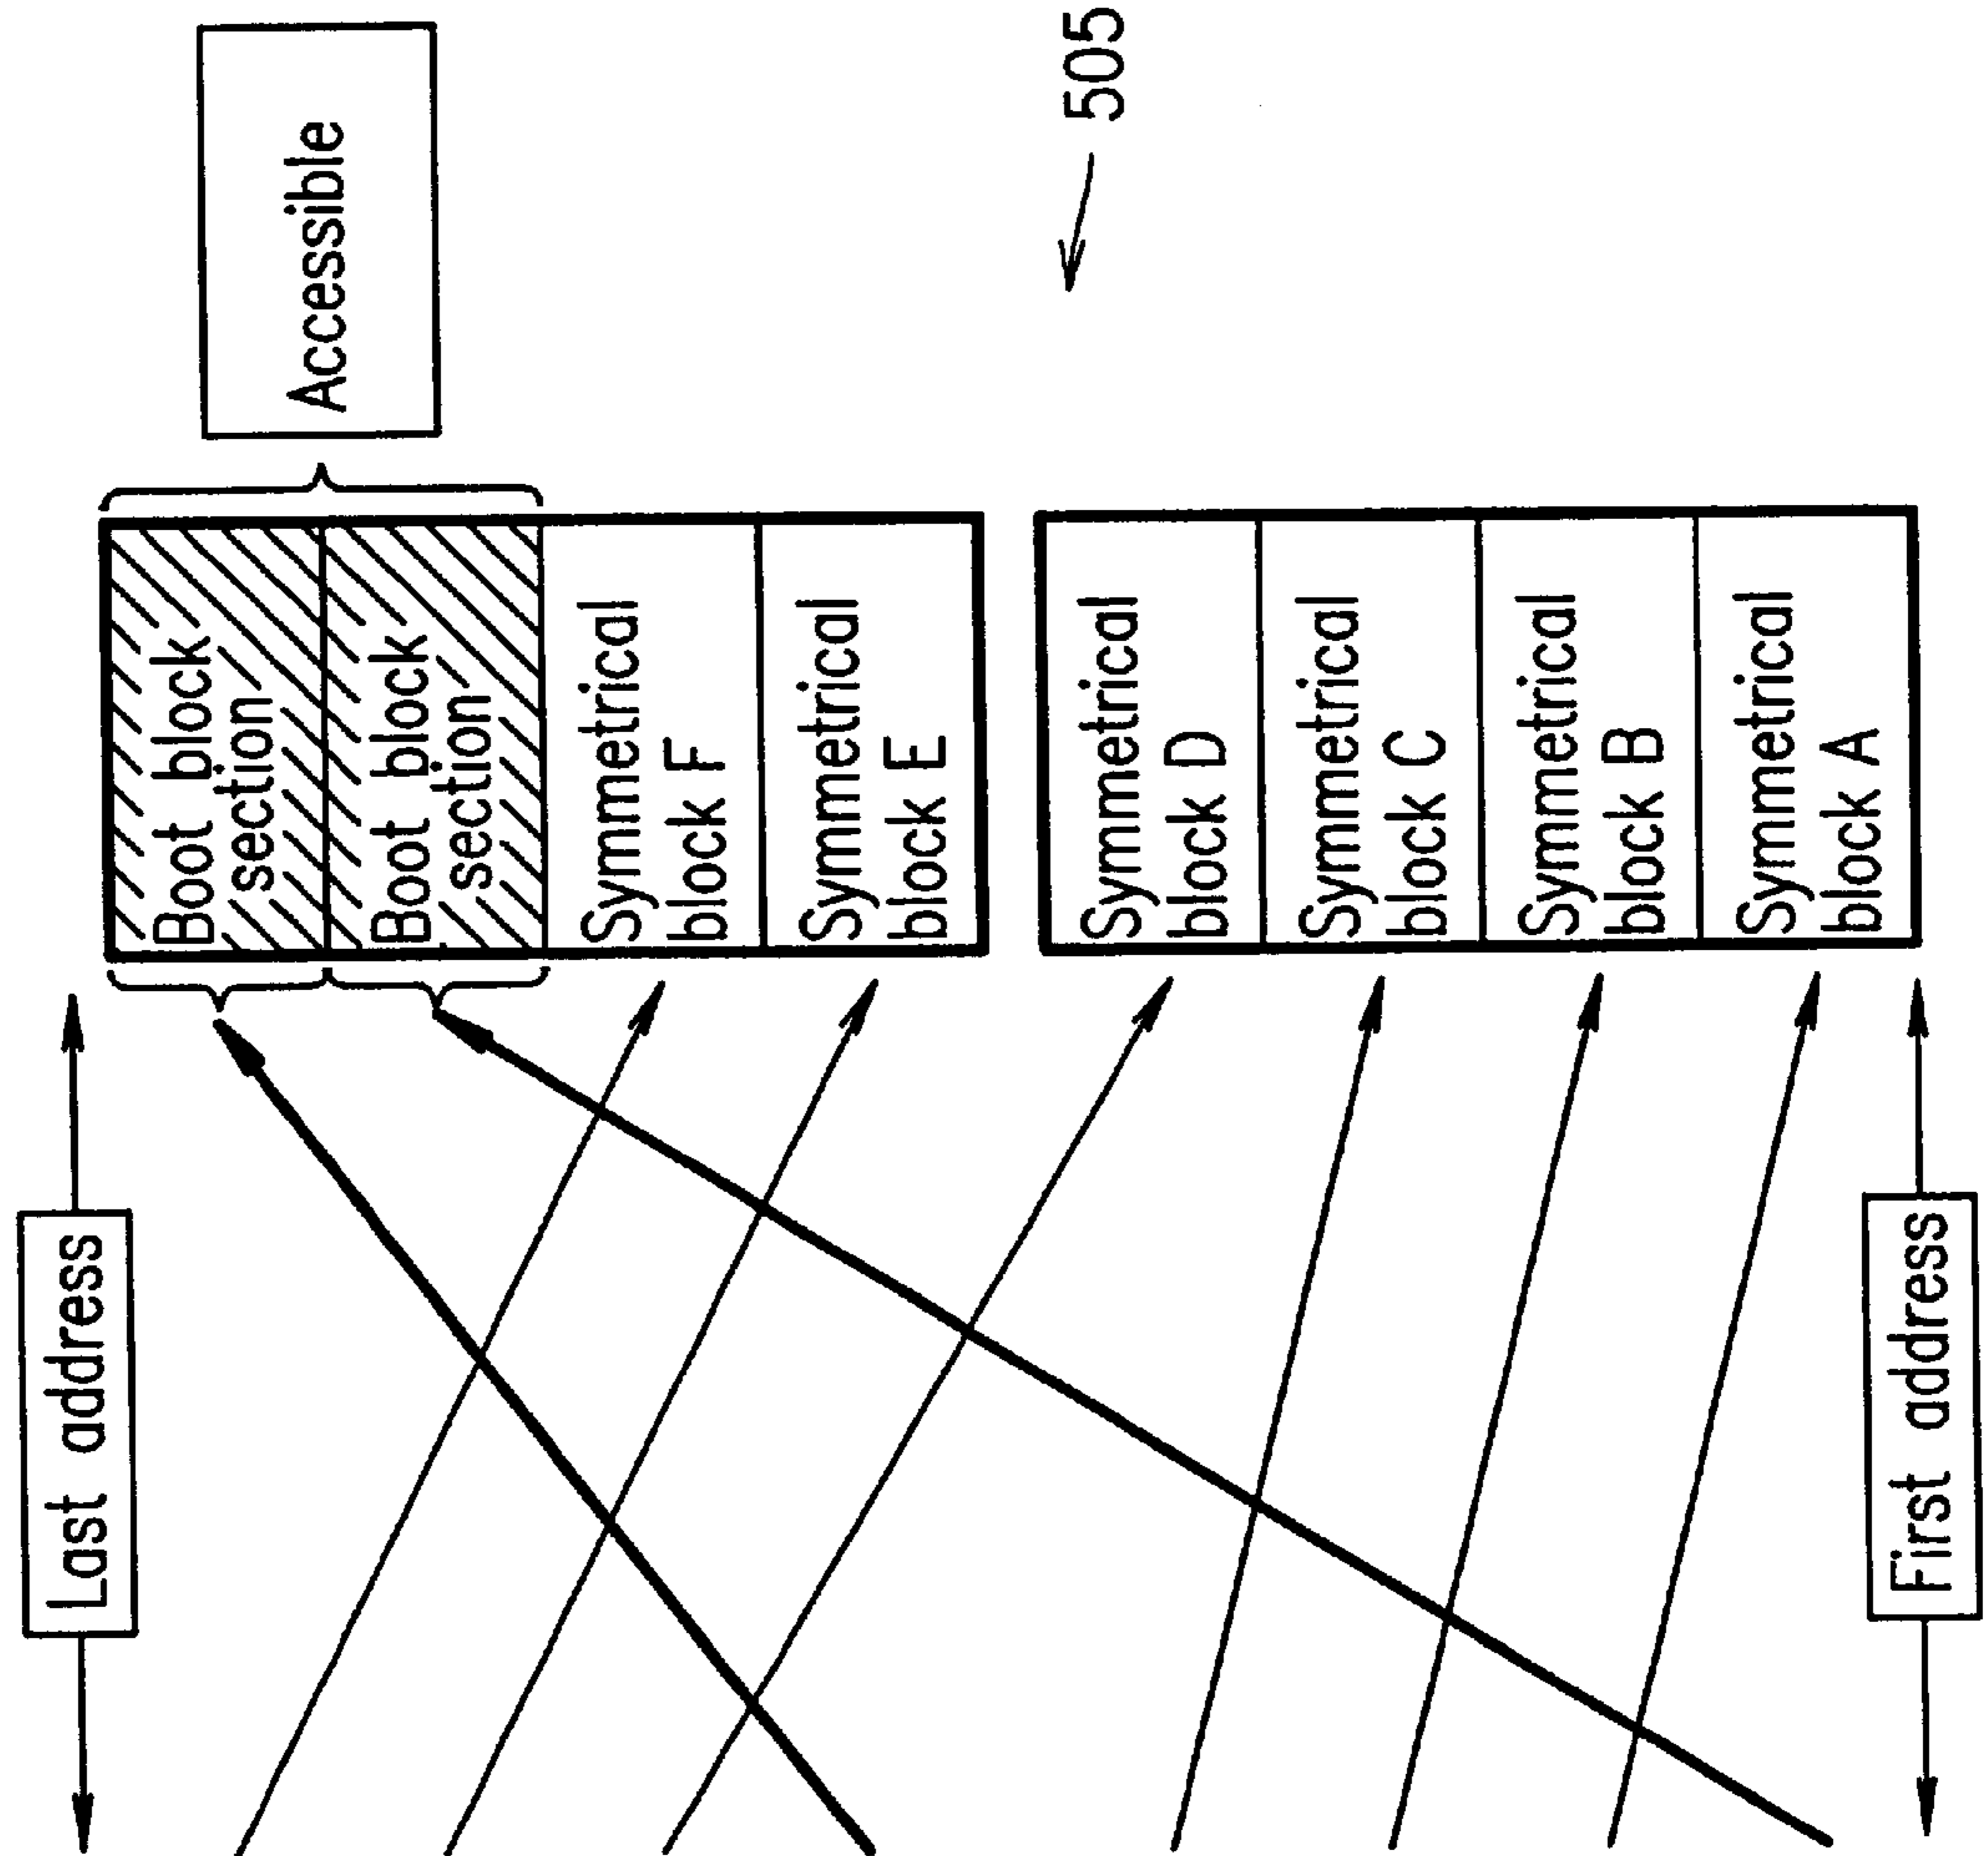 Last address
Boot block
section
Accessible
Boot block
section
Symmetrical
block F
Symmetrical
block E
505
Symmetrical
block D
Symmetrical
block C
Symmetrical
block B
Symmetrical
block A
First address